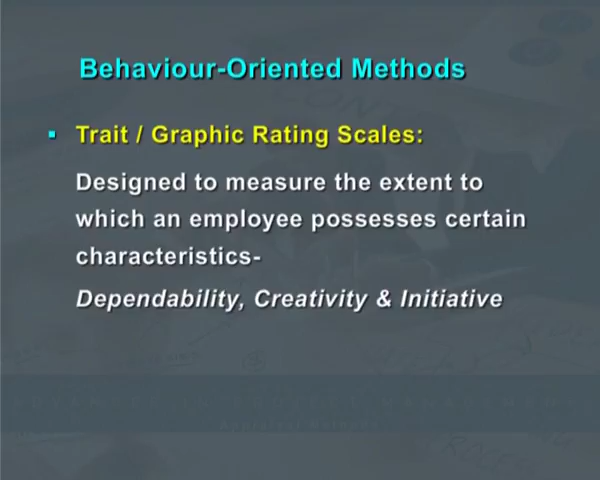 Behaviour-Oriented Methods
▪ Trait / Graphic Rating Scales:
Designed to measure the extent to
which an employee possesses certain
characteristics-
Dependability, Creativity & Initiative